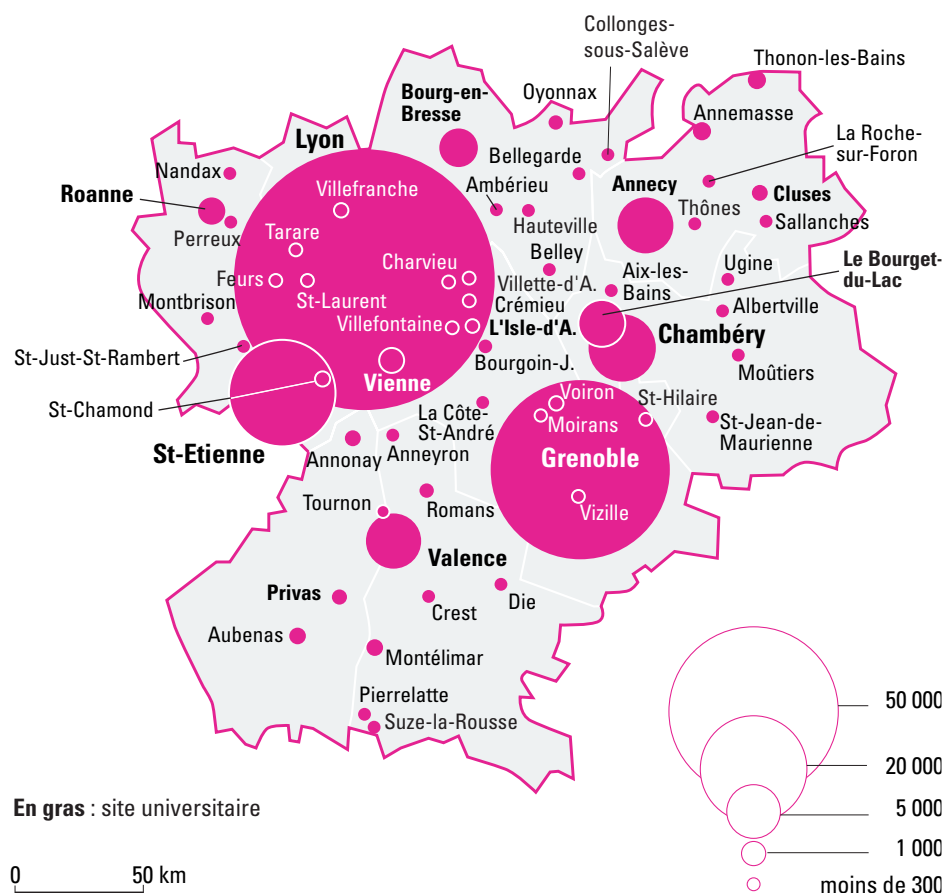 Collonges-
sous-Salève
Thonon-les-Bains
Bourg-en-
Bresse
Oyonnax
Annemasse
Lyon
La Roche-
sur-Foron
Nandax
Bellegarde
Villefranche
Ambérieu
Annecy
Cluses
Roanne
Thônes
Sallanches
Perreux
Hauteville
Tarare
Belley
Le Bourget-
du-Lac
Charvieu
Aix-les-
Bains
Ugine
Feurs
Villette-d'A.
St-Laurent
Crémieu
Montbrison
Albertville
Villefontaine
L'Isle-d'A.
Chambéry
St-Just-St-Rambert
Bourgoin-J.
Moûtiers
Vienne
St-Chamond
Voiron
St-Hilaire
La Côte-
St-André
Moirans
St-Jean-de-
Maurienne
St-Etienne
Annonay
Anneyron
Grenoble
Tournon
Romans
Vizille
Valence
Privas
Crest
Die
Aubenas
Montélimar
Pierrelatte
Suze-la-Rousse
50 000
20 000
5 000
1 000
moins de 300
En gras : site universitaire
0 50 km